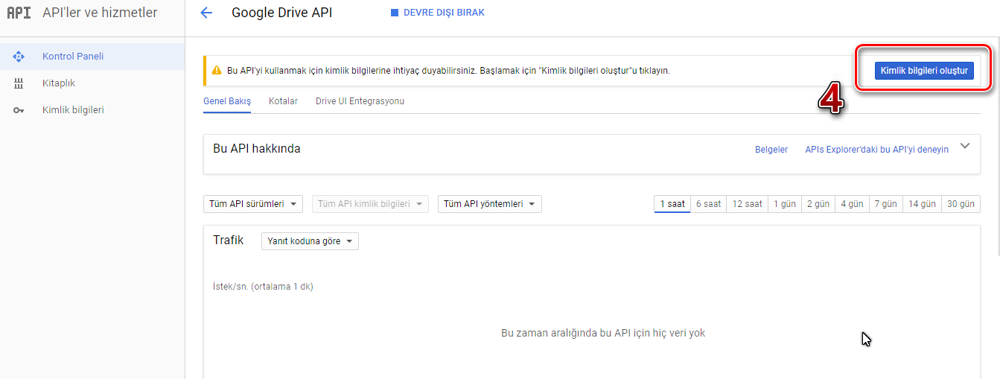 API API'ler ve hizmetler
Google Drive API
DEVRE DIŞI BIRAK
Kontrol Paneli
Kitaplık
Kimlik bilgileri
Bu API'yi kullanmak için kimlik bilgilerine ihtiyaç duyabilirsiniz. Başlamak için "Kimlik bilgileri oluştur"u tıklayın.
Kimlik bilgileri oluştur
4
Genel Bakış Kotalar Drive UI Entegrasyonu
Bu API hakkında
Belgeler APIs Explorer'daki bu API'yi deneyin
Tüm API sürümleri Tüm API kimlik bilgileri Tüm API yöntemleri
1 saat 6 saat 12 saat 1 gün 2 gün 4 gün 7 gün 14 gün 30 gün
Trafik Yanıt koduna göre
İstek/sn. (ortalama 1 dk)
Bu zaman aralığında bu API için hiç veri yok